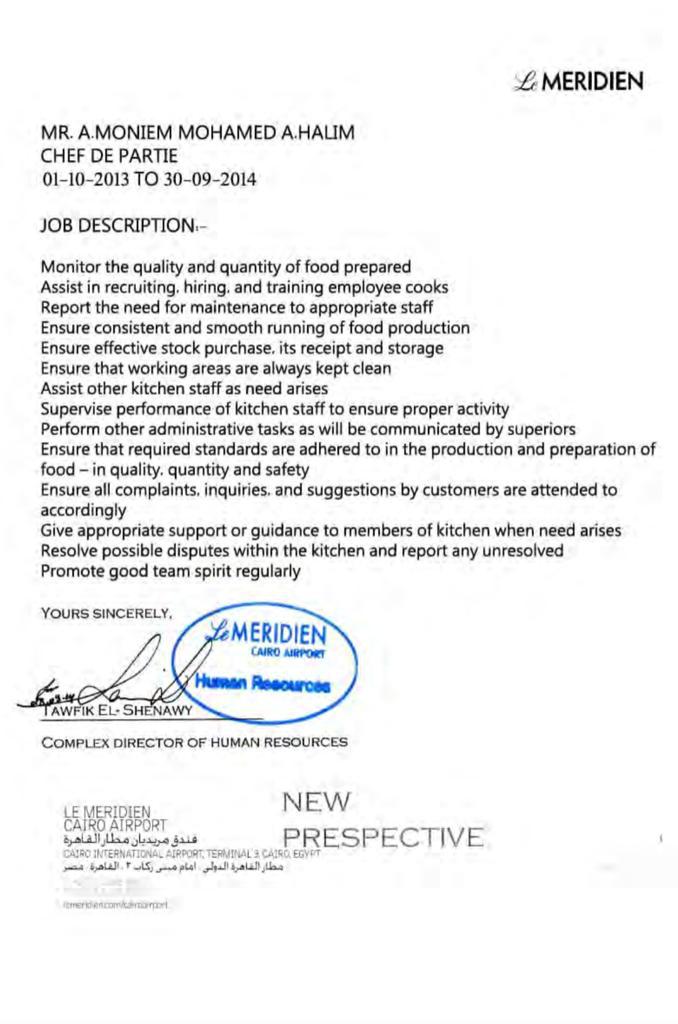 Le MERIDIEN
MR. A.MONIEM MOHAMED A.HALIM
CHEF DE PARTIE
01-10-2013 TO 30-09-2014
JOB DESCRIPTION:-
Monitor the quality and quantity of food prepared
Assist in recruiting, hiring, and training employee cooks
Report the need for maintenance to appropriate staff
Ensure consistent and smooth running of food production
Ensure effective stock purchase, its receipt and storage
Ensure that working areas are always kept clean
Assist other kitchen staff as need arises
Supervise performance of kitchen staff to ensure proper activity
Perform other administrative tasks as will be communicated by superiors
Ensure that required standards are adhered to in the production and preparation of
food – in quality, quantity and safety
Ensure all complaints, inquiries, and suggestions by customers are attended to
accordingly
Give appropriate support or guidance to members of kitchen when need arises
Resolve possible disputes within the kitchen and report any unresolved
Promote good team spirit regularly
YOURS SINCERELY,
Le MERIDIEN
CAIRO AIRPORT
Human Resources
TAWFIK EL- SHENAWY
COMPLEX DIRECTOR OF HUMAN RESOURCES
LE MERIDIEN
CAIRO AIRPORT
فندق مريديان مطار القاهرة
CAIRO INTERNATIONAL AIRPORT, TERMINAL 3, CAIRO, EGYPT
مطار القاهرة الدولي، امام مبنى ركاب ٣، القاهرة، مصر
lemeridien.com/cairoairport
NEW
PRESPECTIVE